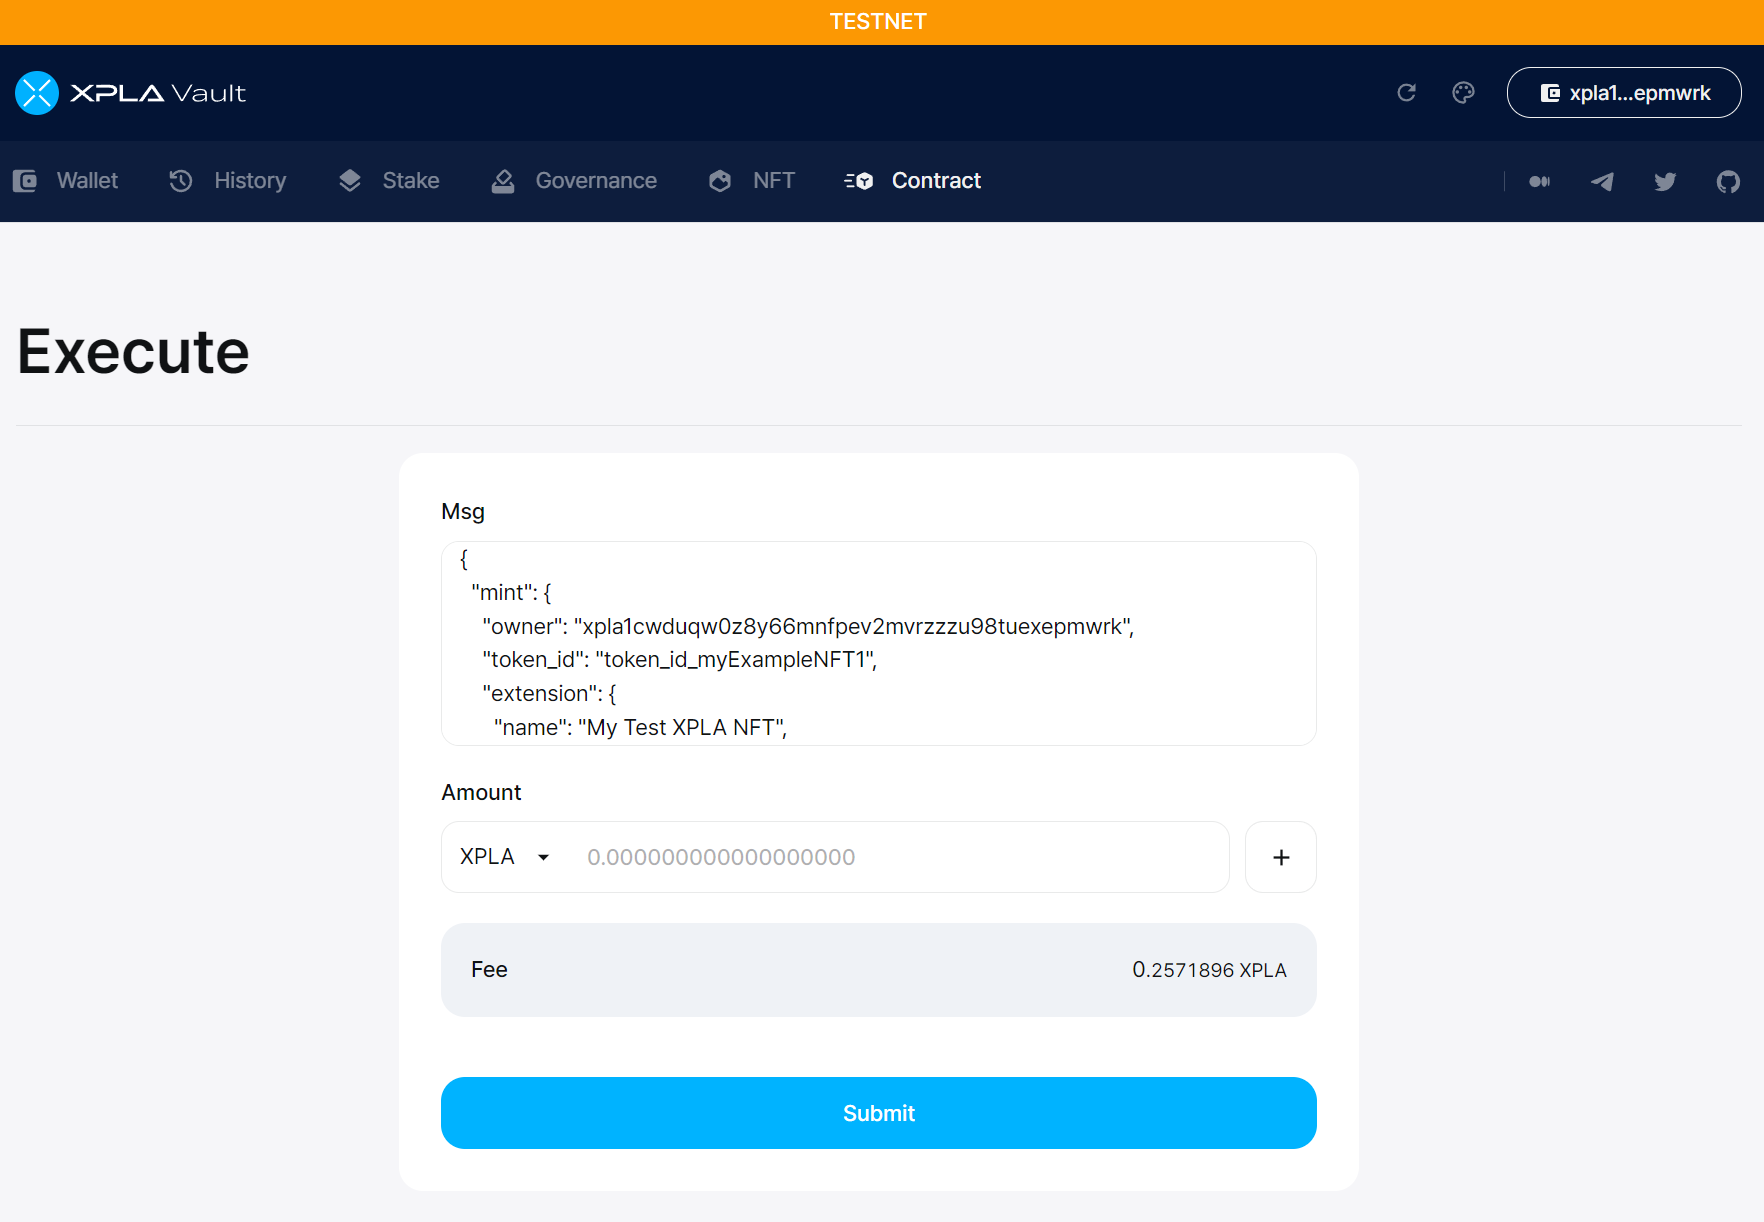 TESTNET
XPLA Vault
xpla1...epmwrk
Wallet History Stake Governance NFT Contract
Execute
Msg
{
"mint": {
"owner": "xpla1cwduqw0z8y66mnfpev2mvrzzzu98tuexepmwrk",
"token_id": "token_id_myExampleNFT1",
"extension": {
"name": "My Test XPLA NFT",
Amount
XPLA 0.000000000000000000
+
Fee 0.2571896 XPLA
Submit